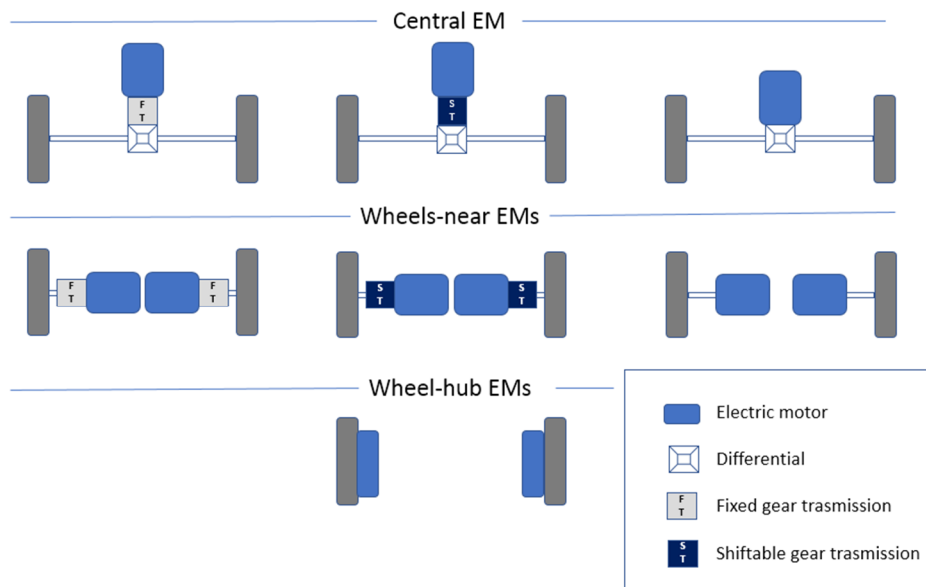 Central EM
F
T
S
T
Wheels-near EMs
F
T
F
T
S
T
S
T
Wheel-hub EMs
Electric motor
Differential
F
T
Fixed gear trasmission
S
T
Shiftable gear trasmission